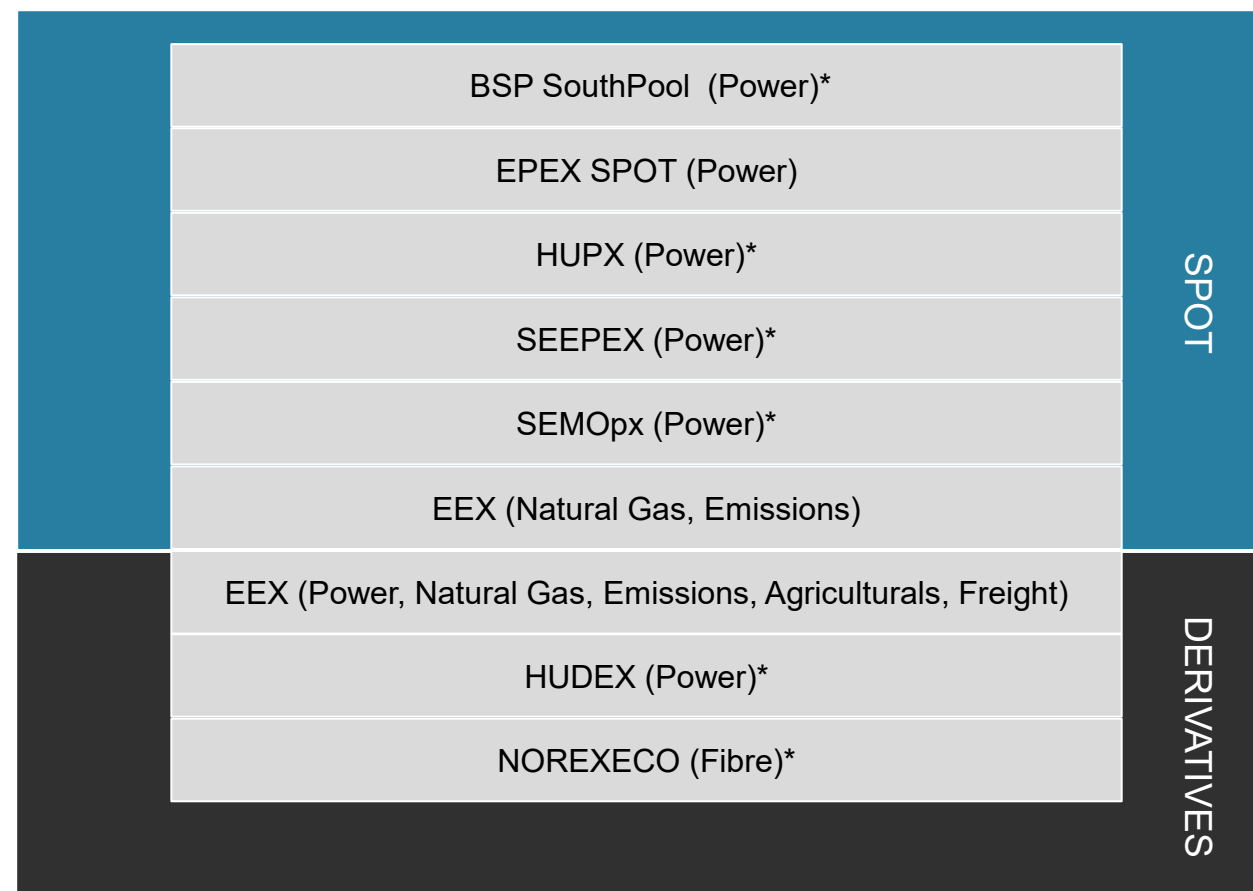 BSP SouthPool  (Power)*
EPEX SPOT (Power)
HUPX (Power)*
SEEPEX (Power)*
SEMOpx (Power)*
EEX (Natural Gas, Emissions)
SPOT
EEX (Power, Natural Gas, Emissions, Agriculturals, Freight)
HUDEX (Power)*
NOREXECO (Fibre)*
DERIVATIVES